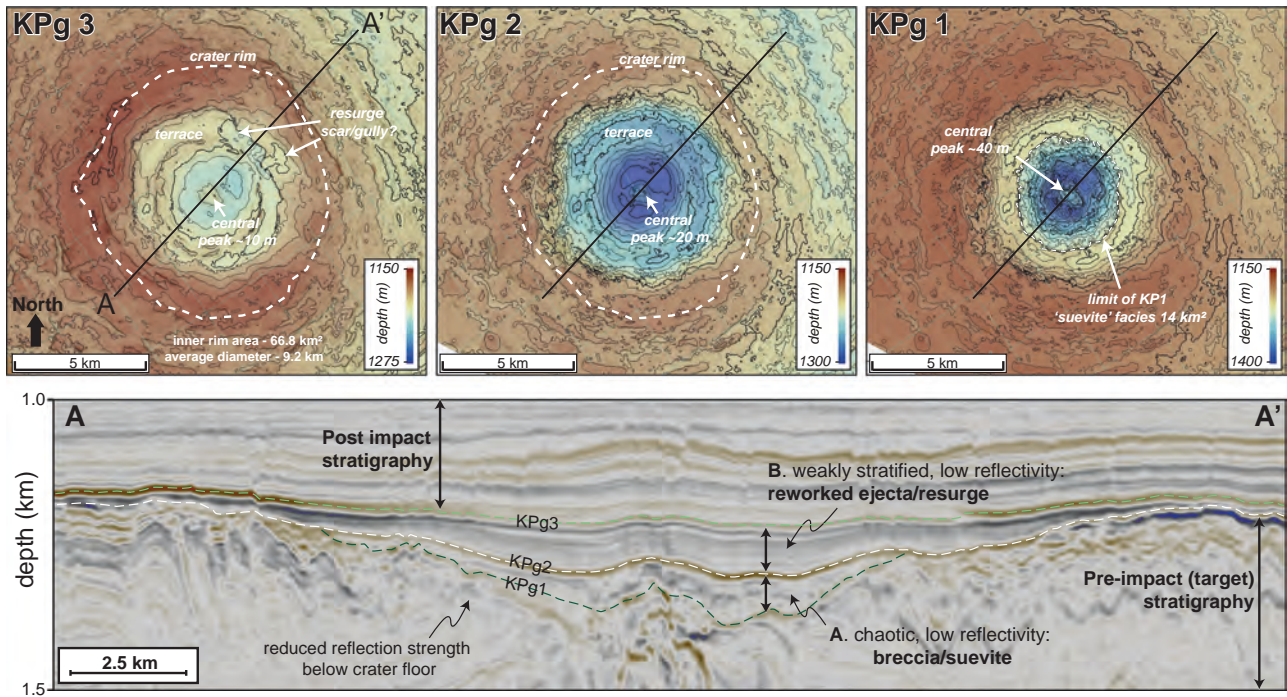 KPg 3
A'
crater rim
resurge
scar/gully?
terrace
central
peak ~10 m
A
North
inner rim area - 66.8 km²
average diameter - 9.2 km
5 km
1150
depth (m)
1275
KPg 2
crater rim
terrace
central
peak ~20 m
5 km
1150
depth (m)
1300
KPg 1
central
peak ~40 m
limit of KP1
'suevite' facies 14 km²
5 km
1150
depth (m)
1400
1.0
depth (km)
1.5
A
A'
Post impact
stratigraphy
B. weakly stratified, low reflectivity:
reworked ejecta/resurge
KPg3
KPg2
KPg1
Pre-impact (target)
stratigraphy
reduced reflection strength
below crater floor
A. chaotic, low reflectivity:
breccia/suevite
2.5 km